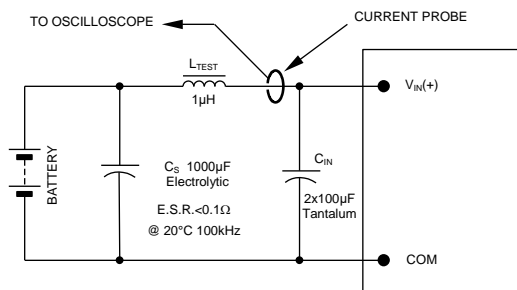 TO OSCILLOSCOPE
CURRENT PROBE
LTEST
1μH
VIN(+)
BATTERY
CS 1000μF
Electrolytic
E.S.R.<0.1Ω
@ 20°C 100kHz
CIN
2x100μF
Tantalum
COM